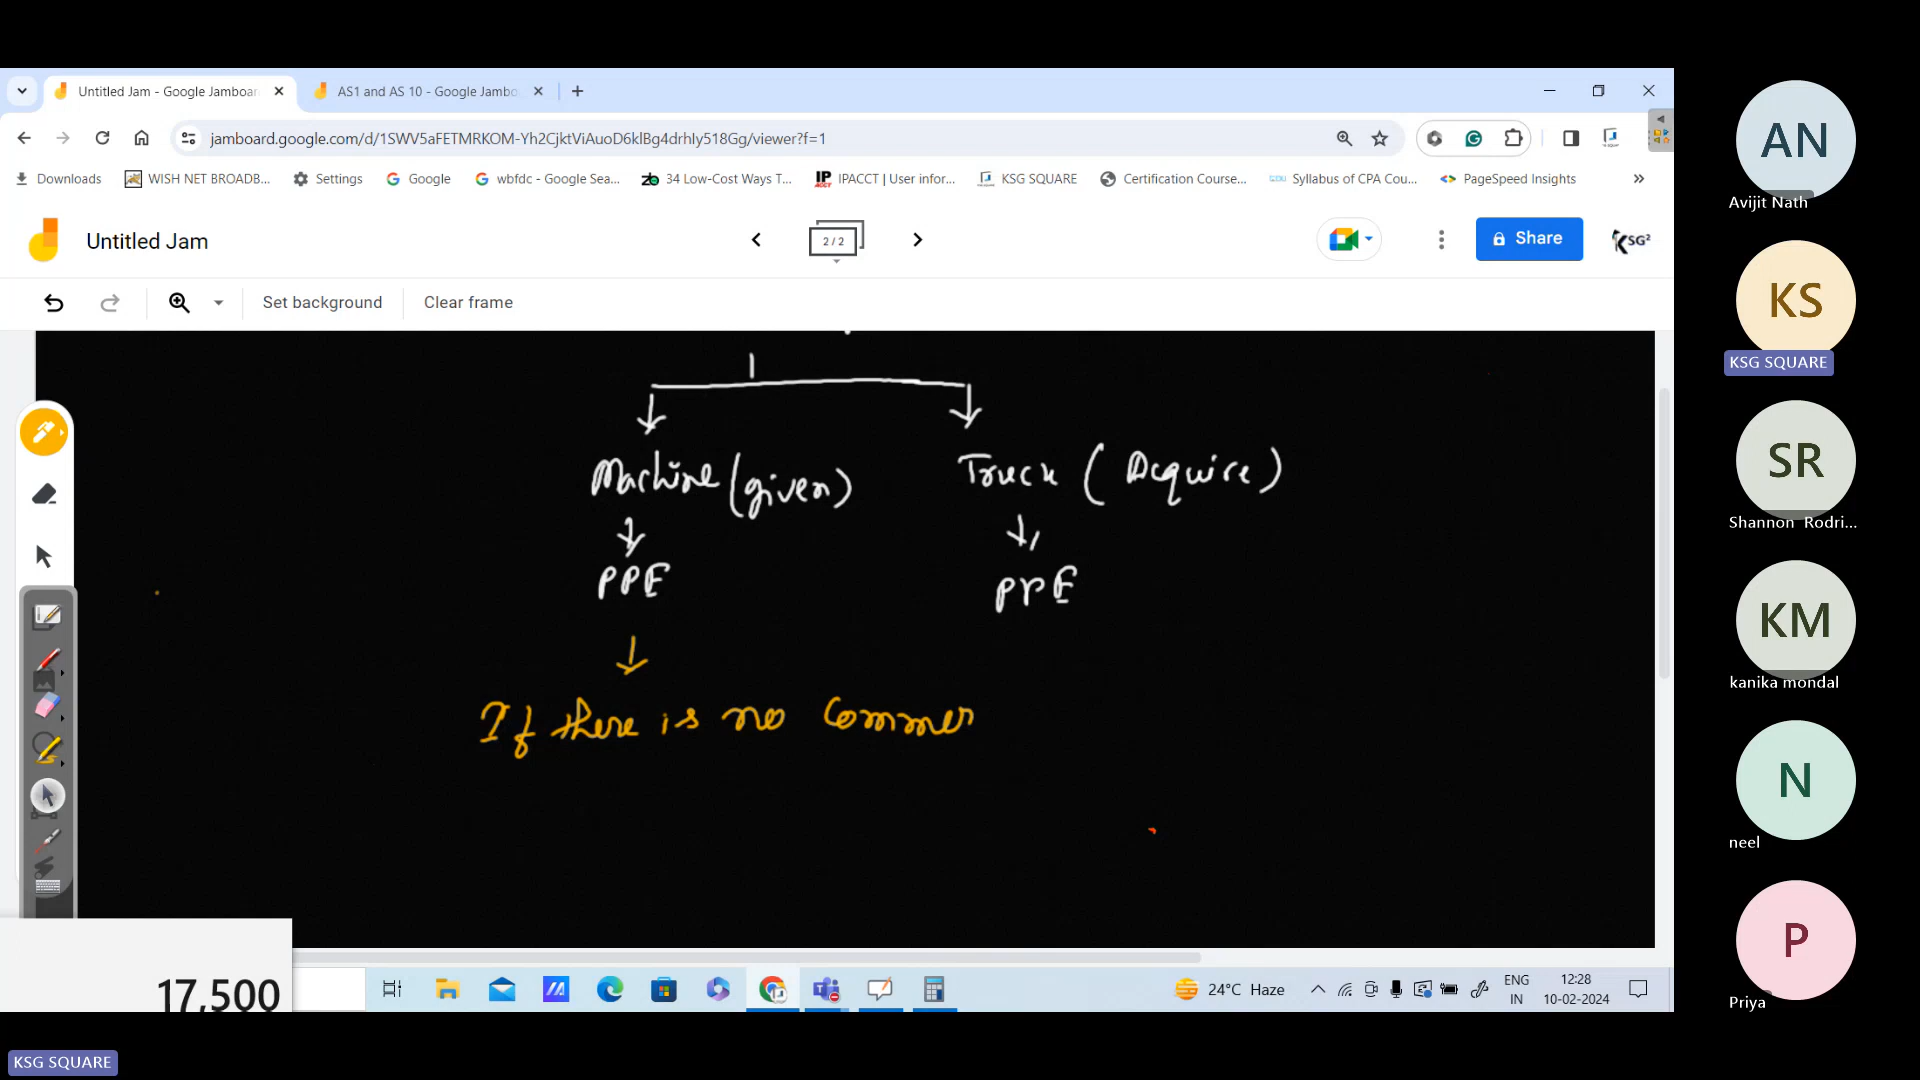 Untitled Jam - Google Jamboar
AS1 and AS 10 - Google Jambo
jamboard.google.com/d/1SWV5aFETMRKOM-Yh2CjktViAuoD6klBg4drhIy518Gg/viewer?f=1
Downloads
WISH NET BROADB...
Settings
Google
wbfdc - Google Sea...
34 Low-Cost Ways T...
IPACCT | User infor...
KSG SQUARE
Certification Course...
Syllabus of CPA Cou...
PageSpeed Insights
Untitled Jam
2 / 2
Share
KSG²
Set background
Clear frame
Machine (given)
Truck (Acquire)
PPE
PPE
If there is no Commer
17,500
24°C Haze
ENG
IN
12:28
10-02-2024
AN
Avijit Nath
KS
KSG SQUARE
SR
Shannon Rodri...
KM
kanika mondal
N
neel
P
Priya
KSG SQUARE